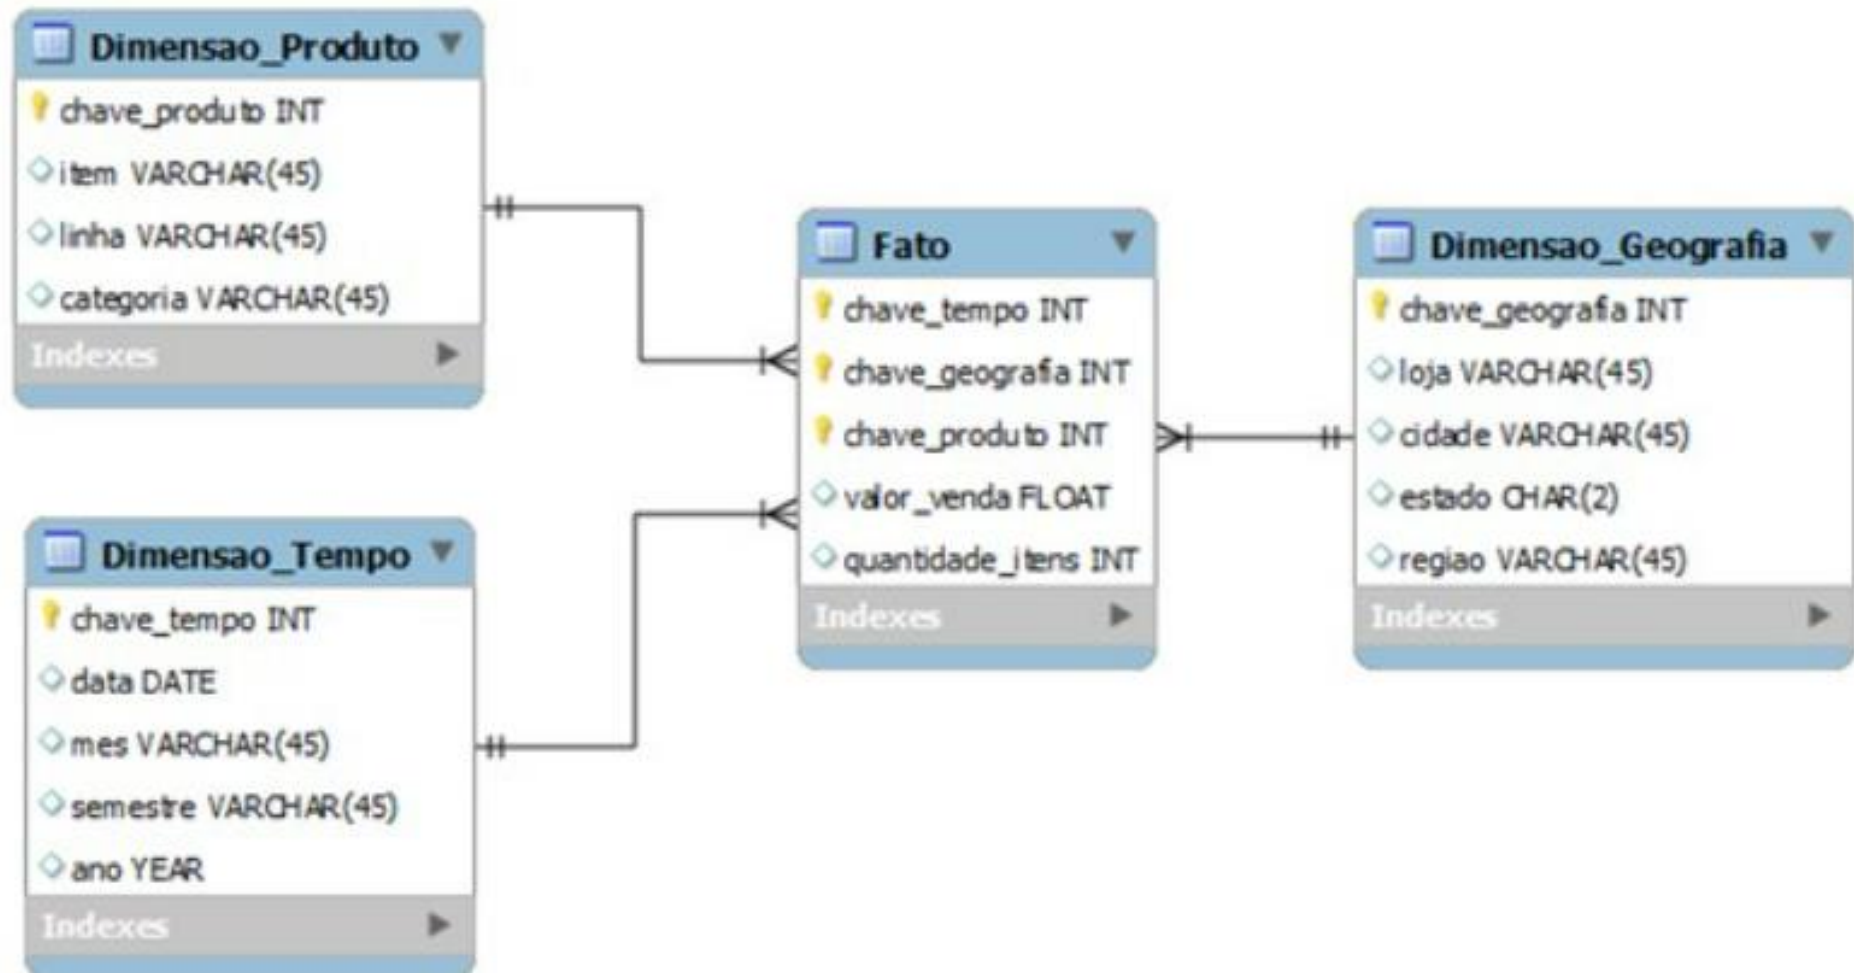 Dimensao_Produto
chave_produto INT
item VARCHAR(45)
linha VARCHAR(45)
categoria VARCHAR(45)
Indexes
Dimensao_Tempo
chave_tempo INT
data DATE
mes VARCHAR(45)
semestre VARCHAR(45)
ano YEAR
Indexes
Fato
chave_tempo INT
chave_geografia INT
chave_produto INT
valor_venda FLOAT
quantidade_itens INT
Indexes
Dimensao_Geografia
chave_geografia INT
loja VARCHAR(45)
cidade VARCHAR(45)
estado CHAR(2)
regiao VARCHAR(45)
Indexes